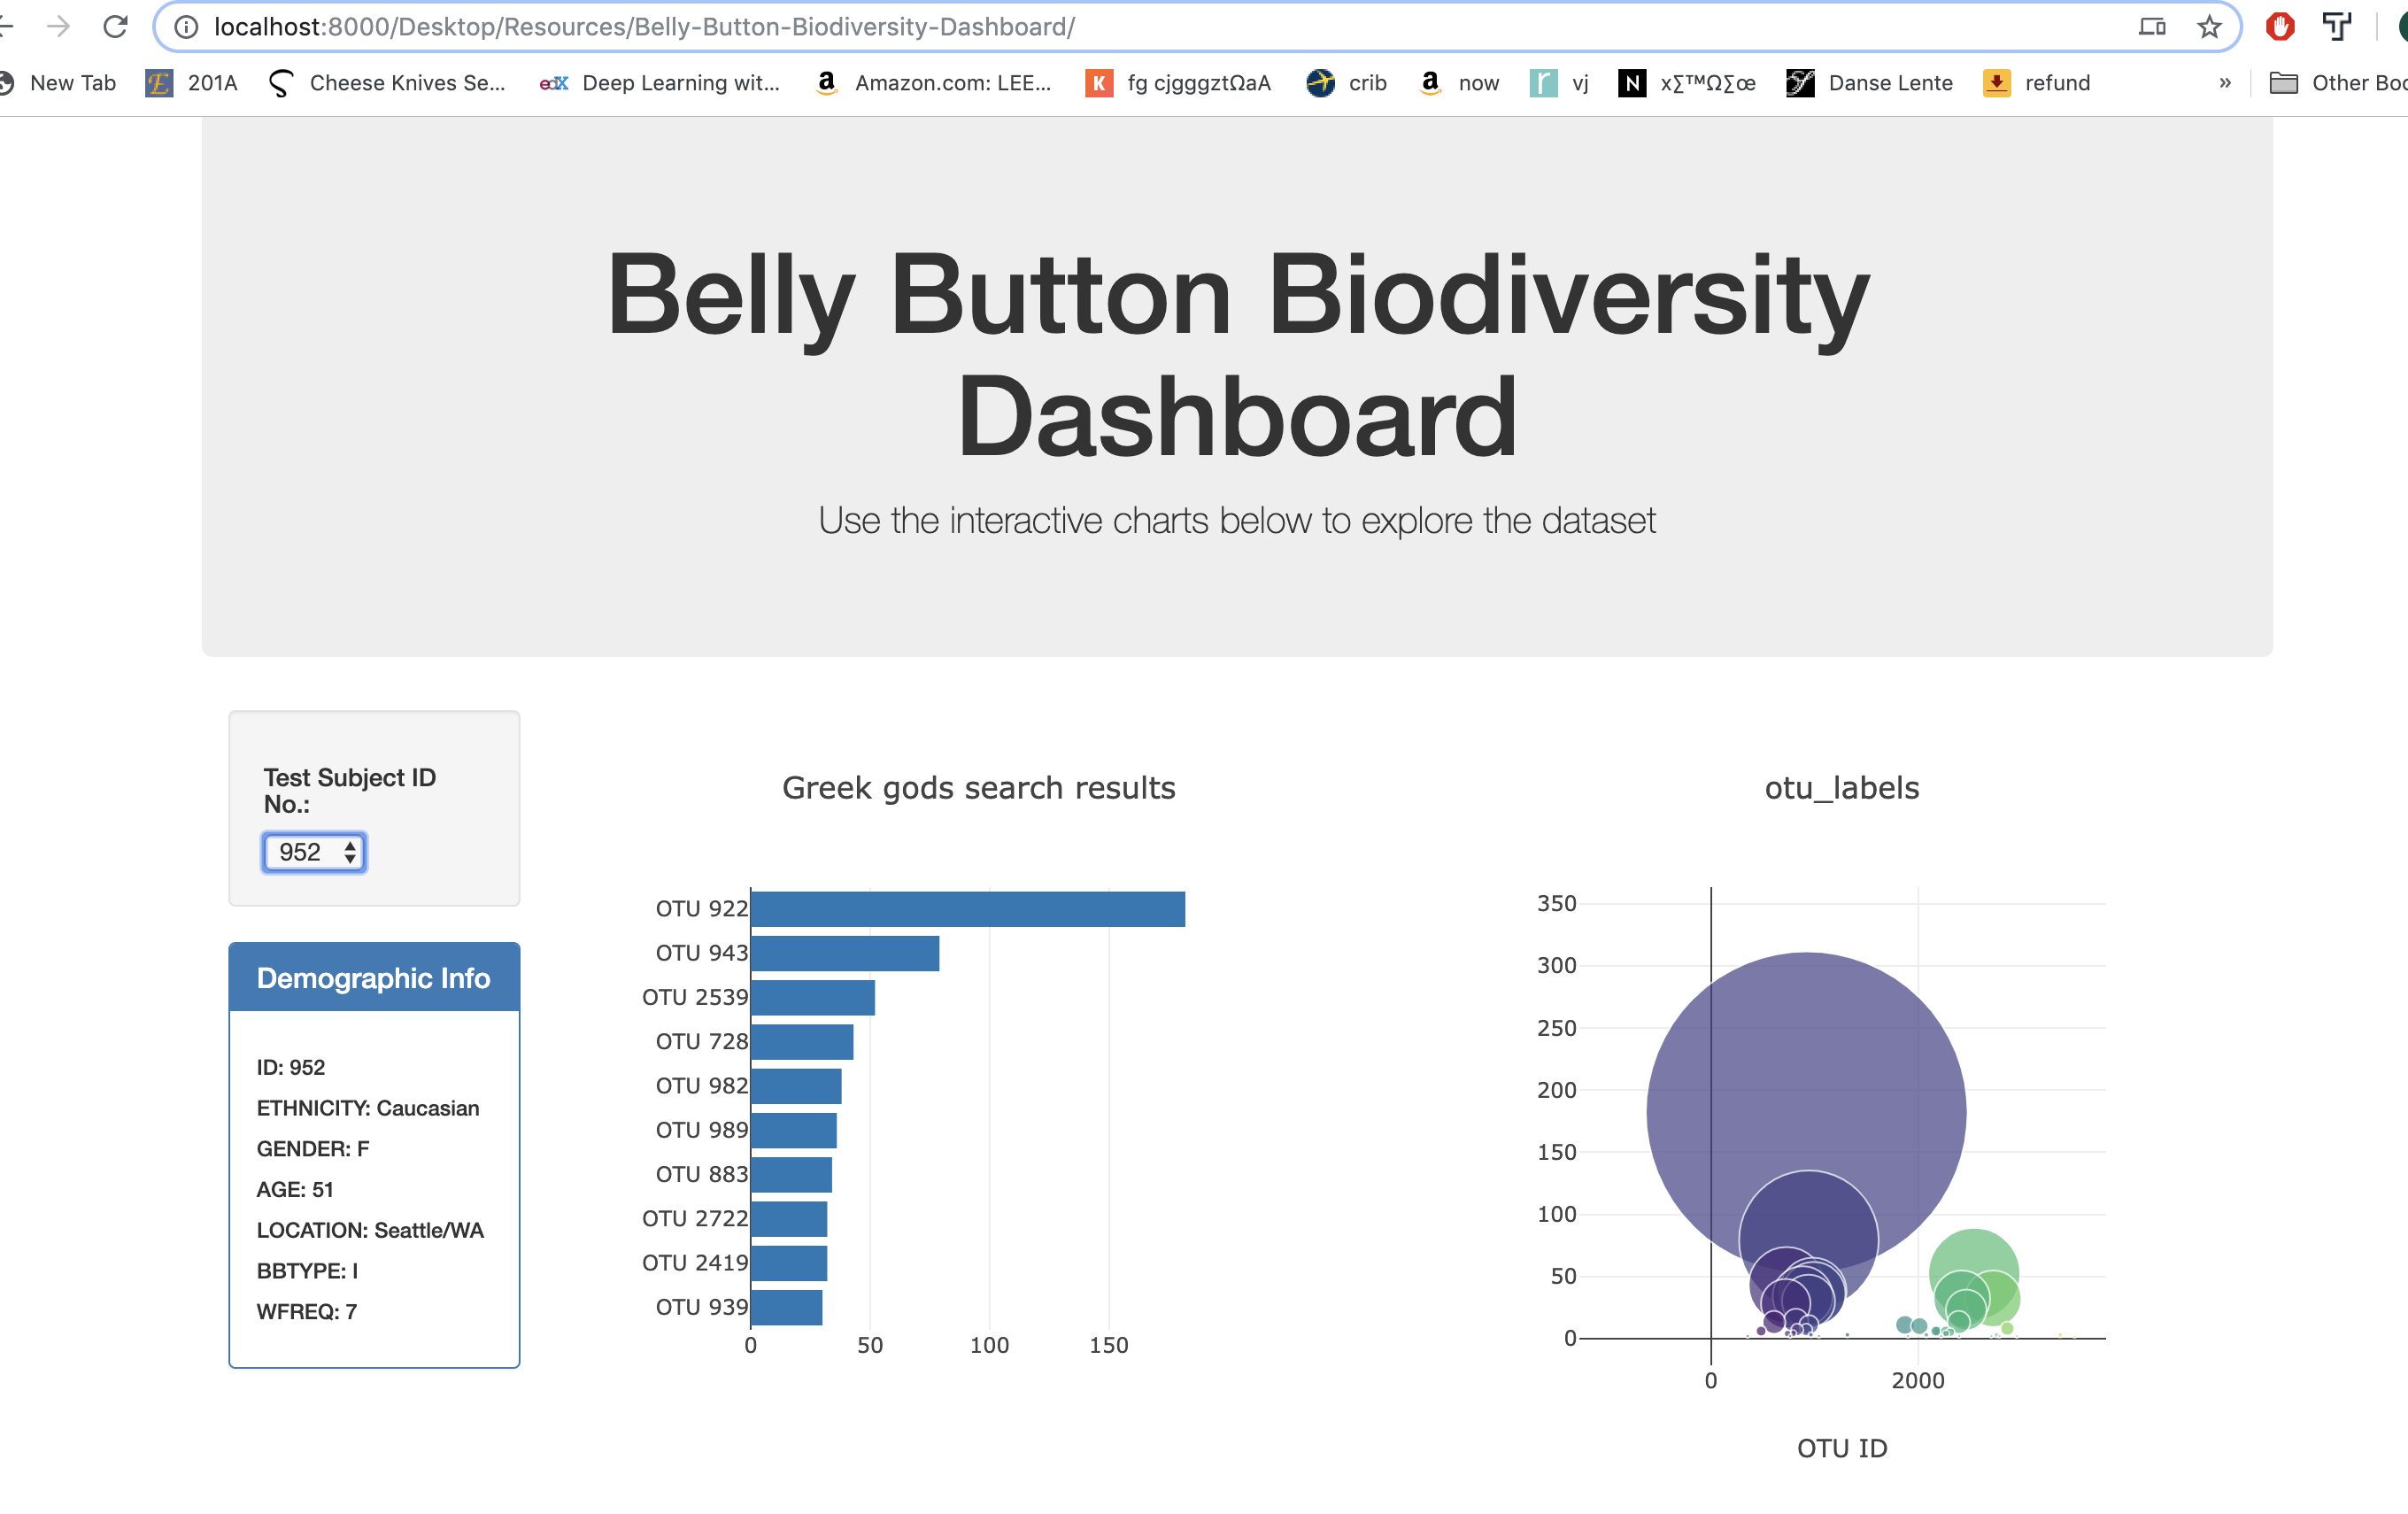 localhost:8000/Desktop/Resources/Belly-Button-Biodiversity-Dashboard/
New Tab 201A Cheese Knives Se... Deep Learning wit... Amazon.com: LEE... fg cjgggztΩaA crib now vj x∑™Ω∑œ Danse Lente refund » Other Boo
Belly Button Biodiversity
Dashboard
Use the interactive charts below to explore the dataset
Test Subject ID
No.:
952
Demographic Info
ID: 952
ETHNICITY: Caucasian
GENDER: F
AGE: 51
LOCATION: Seattle/WA
BBTYPE: I
WFREQ: 7
Greek gods search results
OTU 922
OTU 943
OTU 2539
OTU 728
OTU 982
OTU 989
OTU 883
OTU 2722
OTU 2419
OTU 939
0 50 100 150
otu_labels
350
300
250
200
150
100
50
0
0 2000
OTU ID